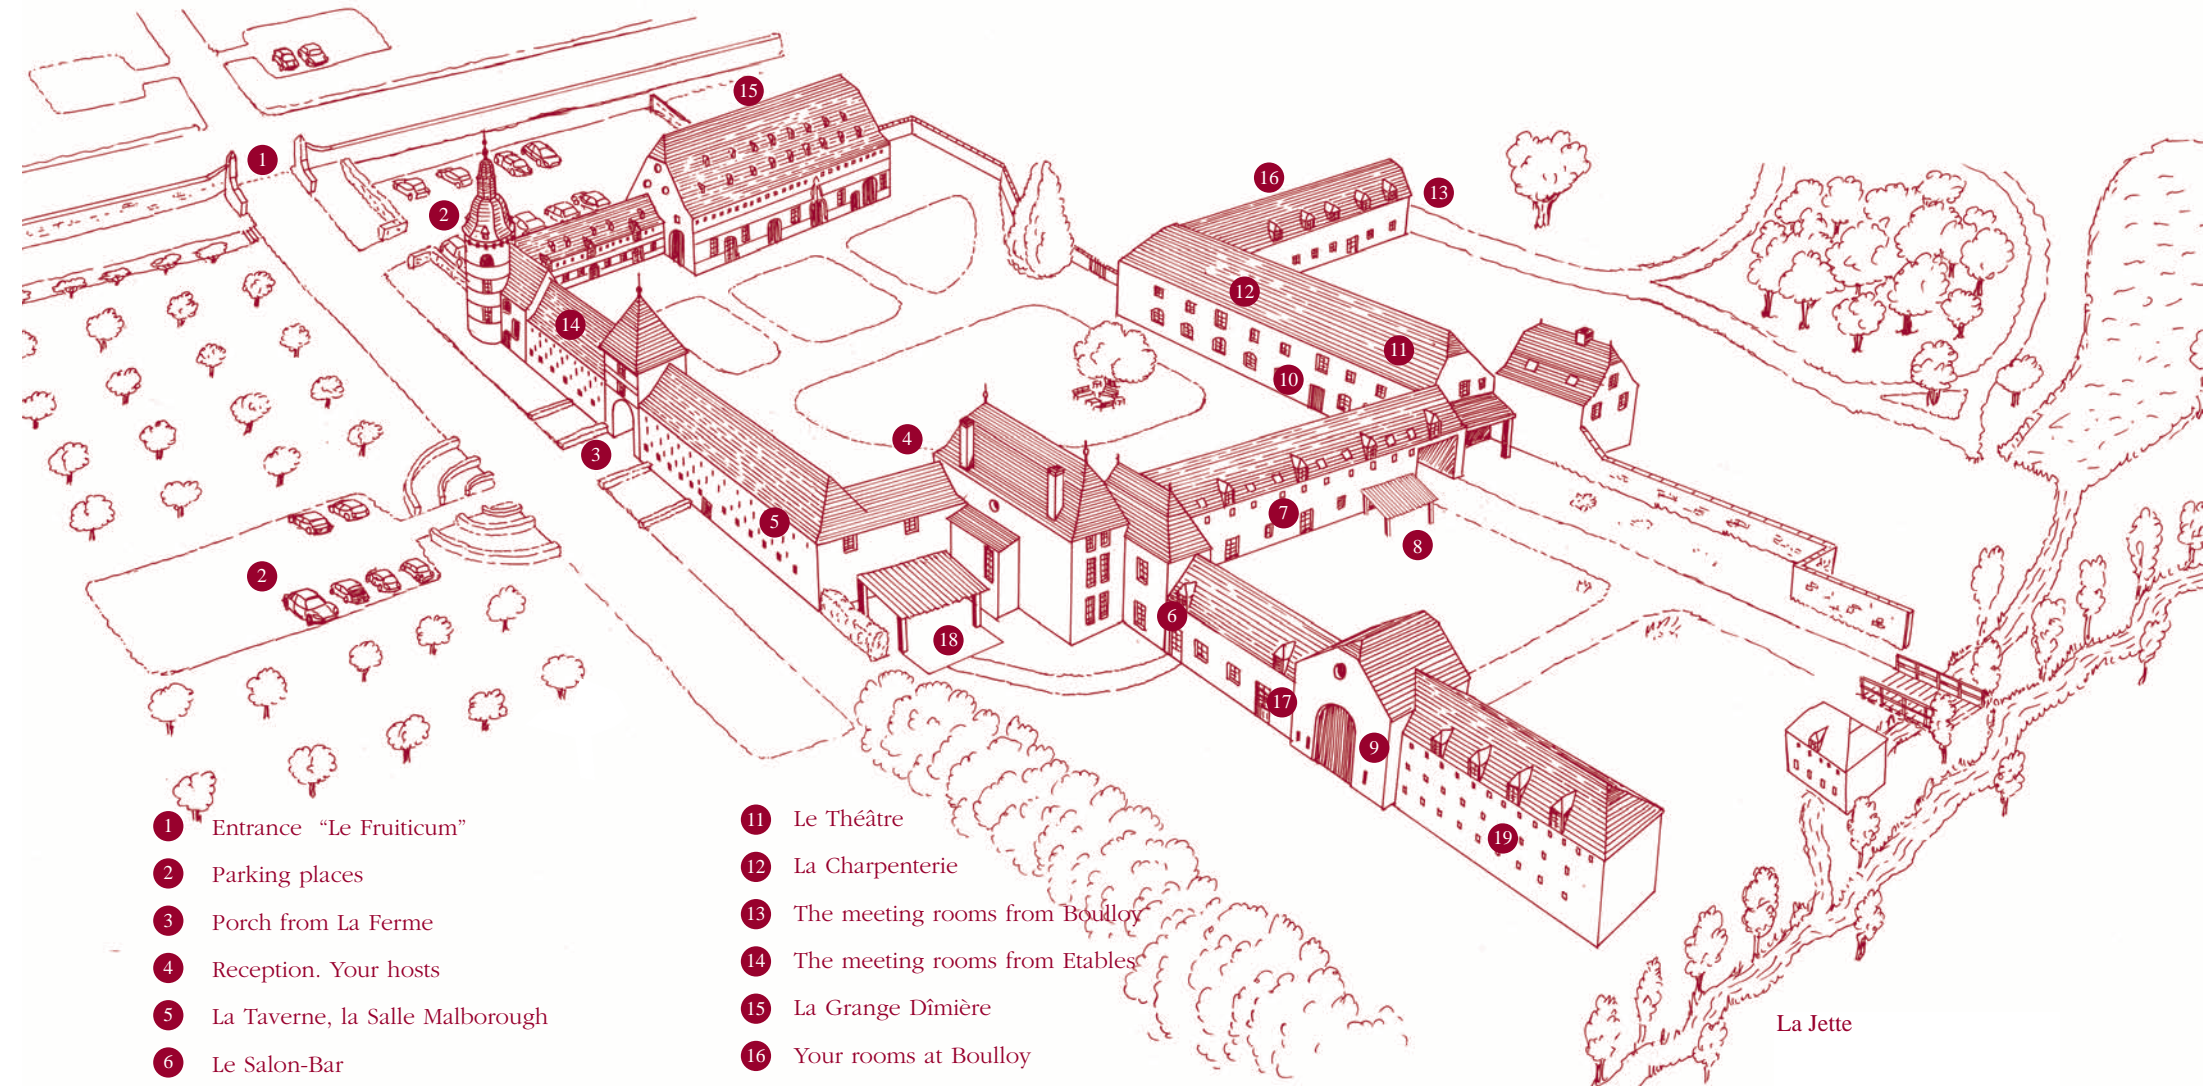 15
1
16
13
2
12
14
11
10
4
3
5
7
8
2
6
18
17
9
19
1 Entrance “Le Fruiticum”
2 Parking places
3 Porch from La Ferme
4 Reception. Your hosts
5 La Taverne, la Salle Malborough
6 Le Salon-Bar
11 Le Théâtre
12 La Charpenterie
13 The meeting rooms from Boulloy
14 The meeting rooms from Etables
15 La Grange Dîmière
16 Your rooms at Boulloy
La Jette